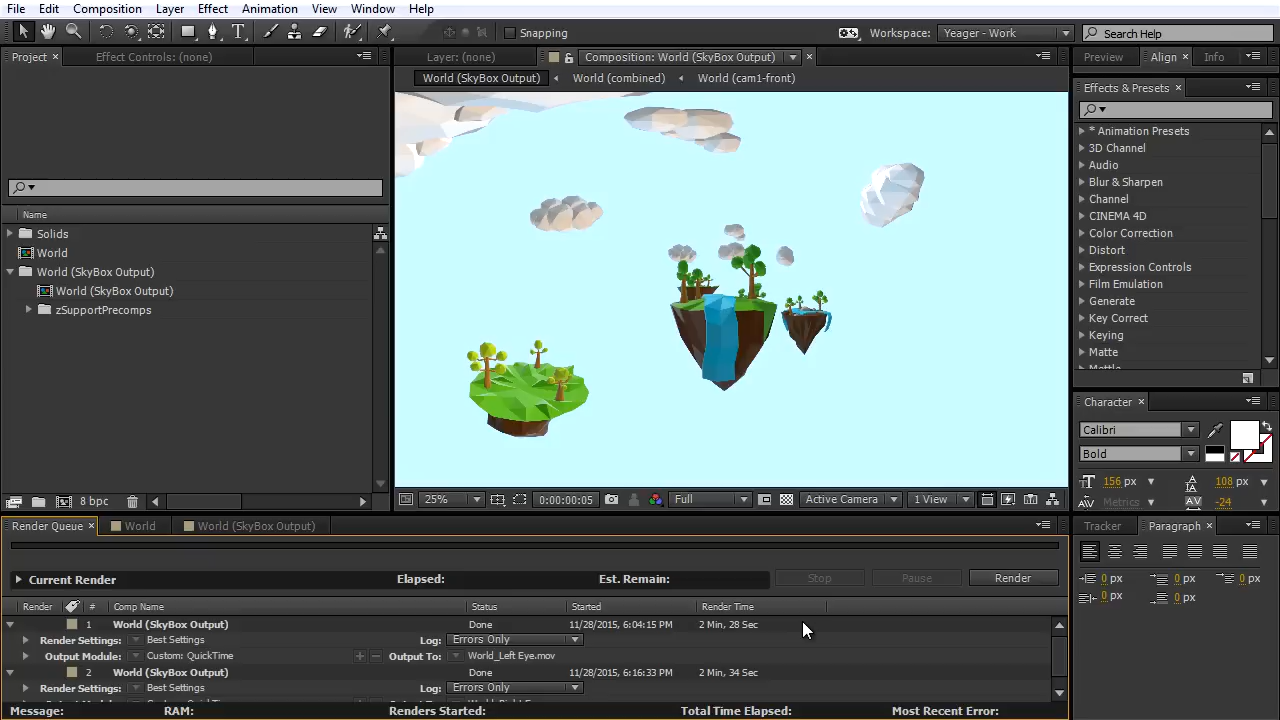 File Edit Composition Layer Effect Animation View Window Help
Snapping Workspace: Yeager - Work Search Help
Project Effect Controls: (none) Layer: (none) Composition: World (SkyBox Output) Preview Align Info
World (SkyBox Output) World (combined) World (cam1-front)
Effects & Presets
* Animation Presets
3D Channel
Audio
Blur & Sharpen
Channel
CINEMA 4D
Color Correction
Distort
Expression Controls
Film Emulation
Generate
Key Correct
Keying
Matte
Mettle
Name
Solids
World
World (SkyBox Output)
World (SkyBox Output)
zSupportPrecomps
8 bpc
25% 0:00:00:05 Full Active Camera 1 View
Character
Calibri
Bold
156 px 108 px
Metrics -24
Render Queue World World (SkyBox Output)
Current Render Elapsed: Est. Remain: Stop Pause Render
Render # Comp Name Status Started Render Time
1 World (SkyBox Output) Done 11/28/2015, 6:04:15 PM 2 Min, 28 Sec
Render Settings: Best Settings Log: Errors Only
Output Module: Custom: QuickTime Output To: World_Left Eye.mov
2 World (SkyBox Output) Done 11/28/2015, 6:16:33 PM 2 Min, 34 Sec
Render Settings: Best Settings Log: Errors Only
Message: RAM: Renders Started: Total Time Elapsed: Most Recent Error:
Tracker Paragraph
0 px 0 px 0 px
0 px 0 px